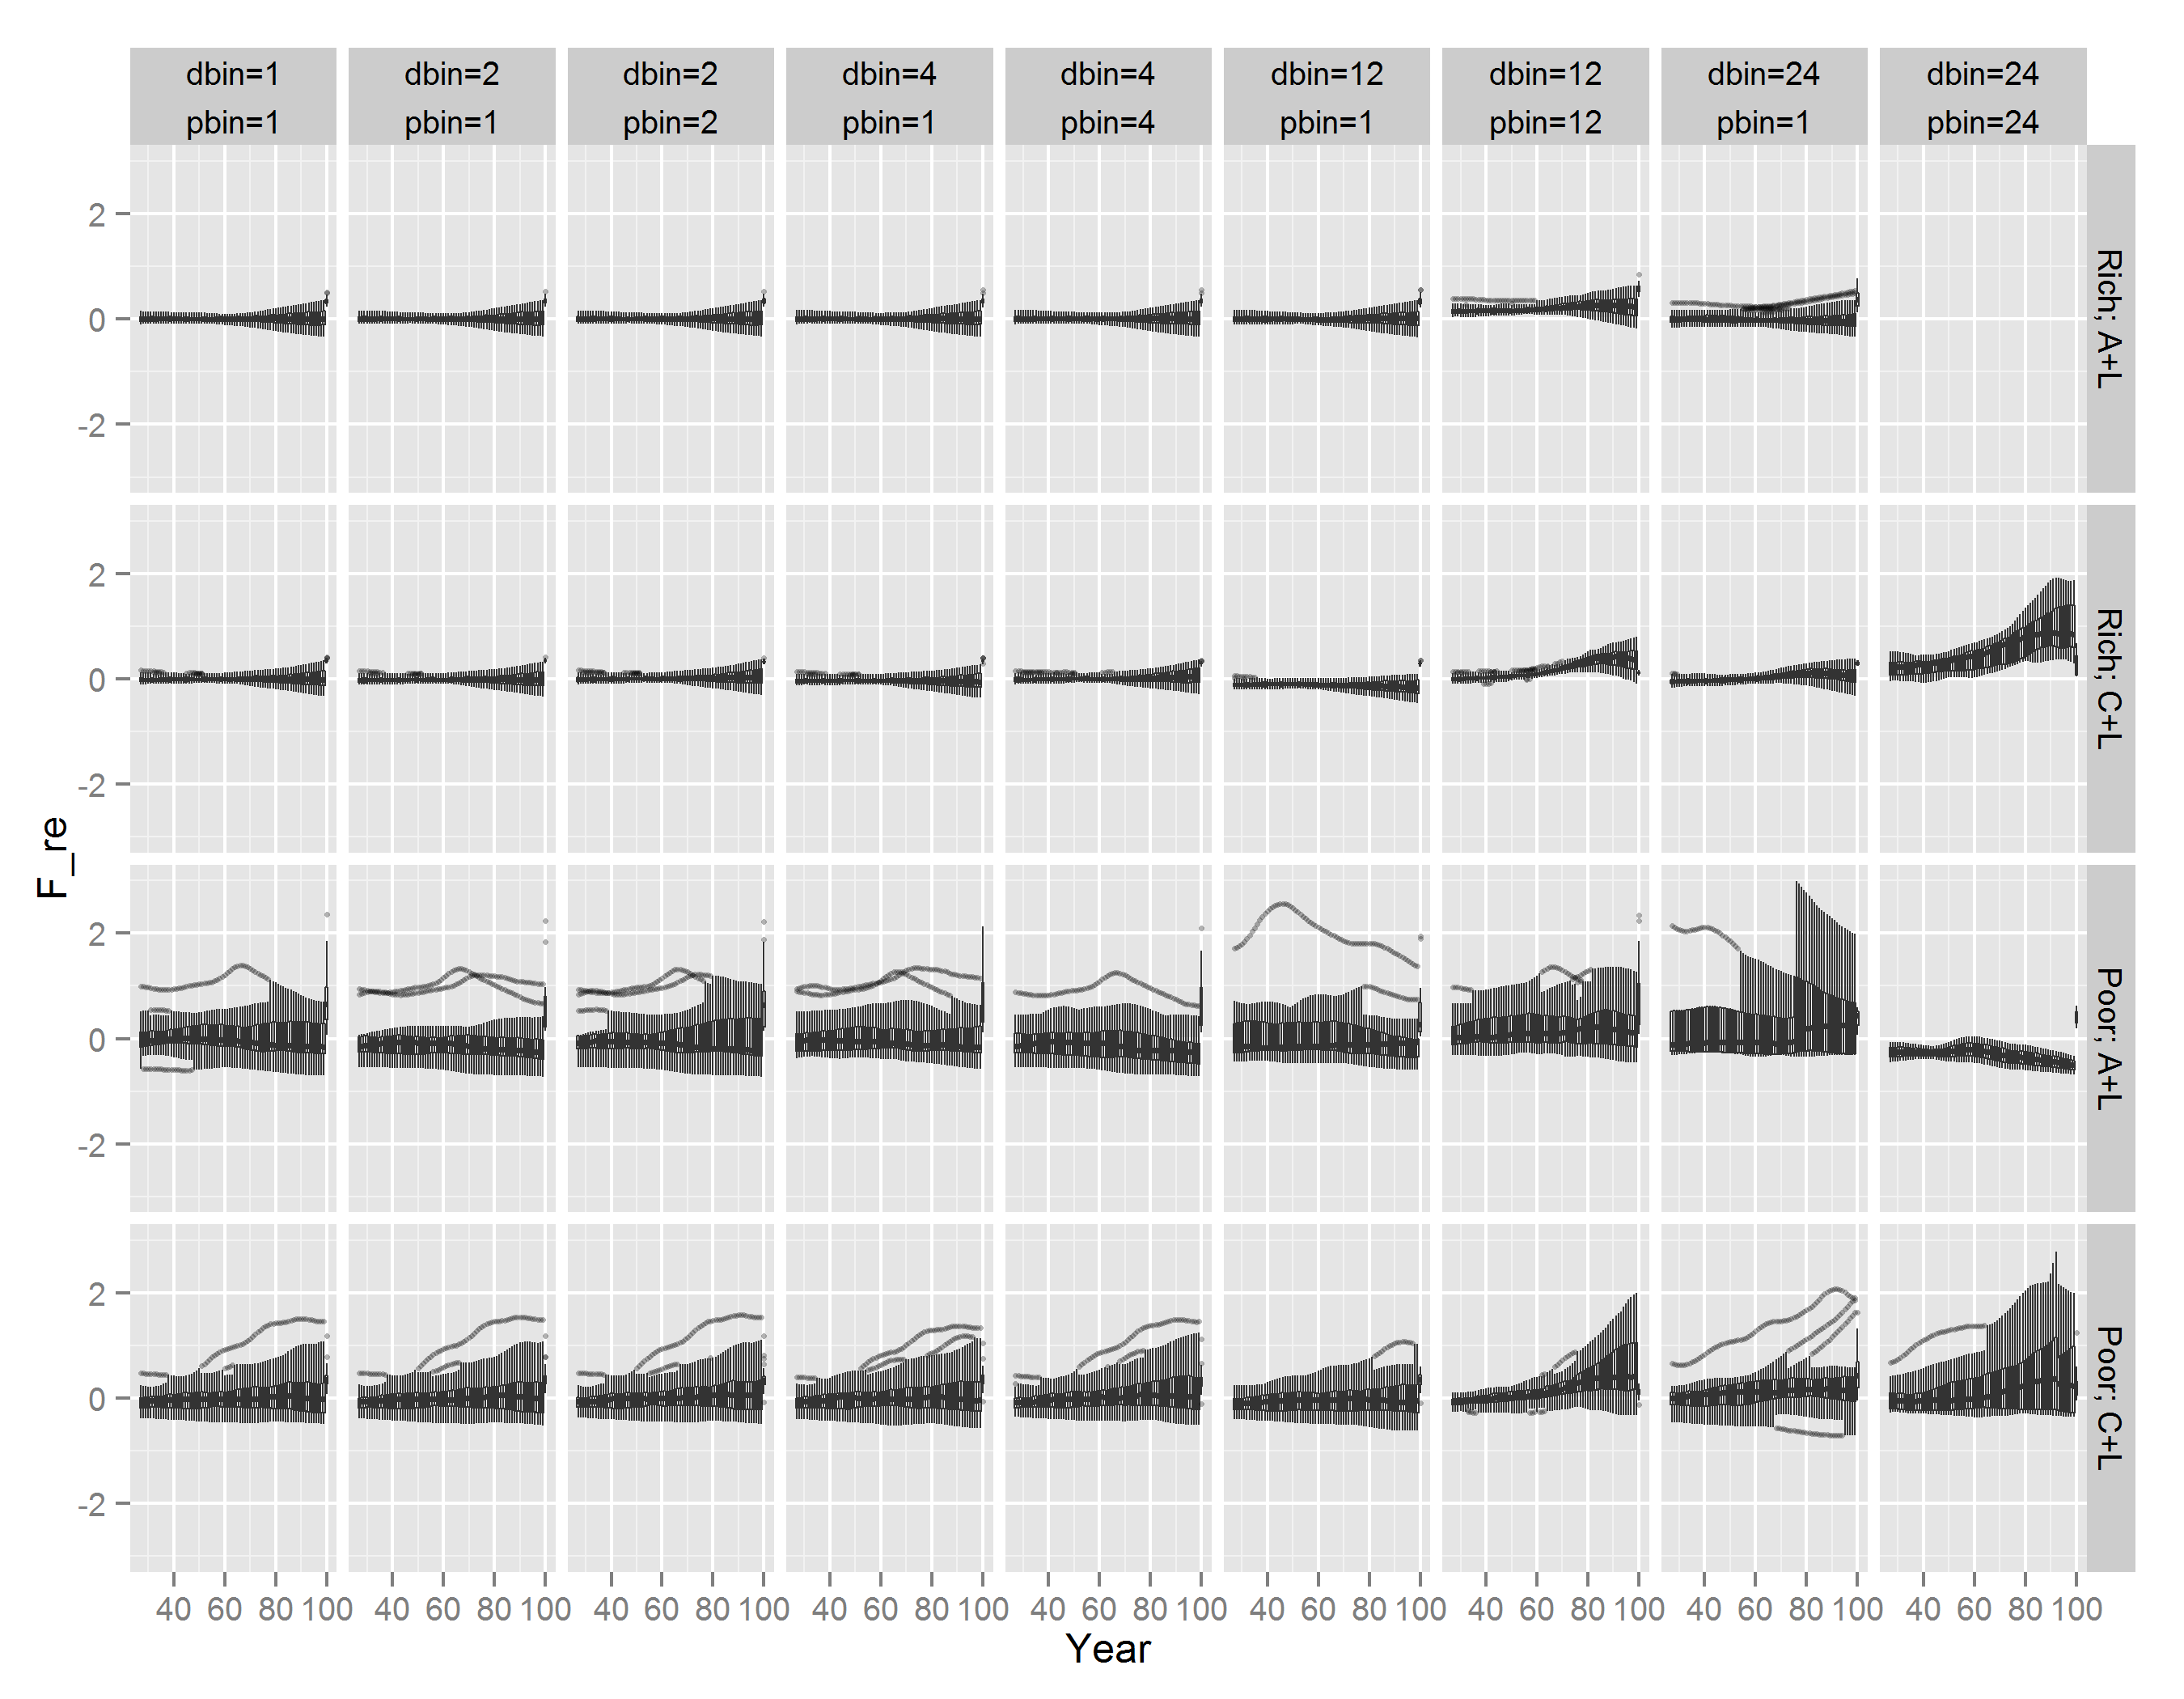 dbin=1 dbin=2 dbin=2 dbin=4 dbin=4 dbin=12 dbin=12 dbin=24 dbin=24
pbin=1 pbin=1 pbin=2 pbin=1 pbin=4 pbin=1 pbin=12 pbin=1 pbin=24
2
0
-2
Rich; A+L
2
0
-2
Rich; C+L
F_re
2
0
-2
Poor; A+L
2
0
-2
Poor; C+L
40 60 80 100 40 60 80 100 40 60 80 100 40 60 80 100 40 60 80 100 40 60 80 100 40 60 80 100 40 60 80 100 40 60 80 100
Year